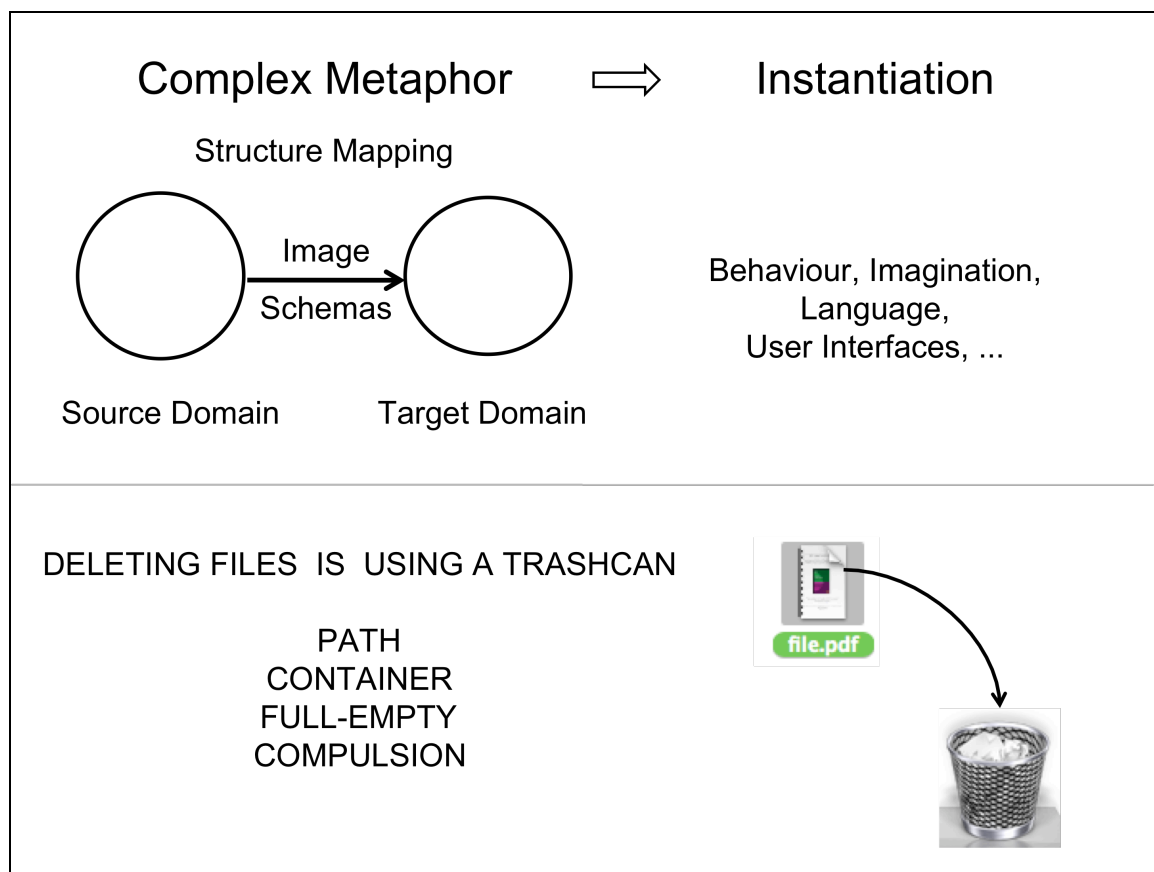 Complex Metaphor
Instantiation
Structure Mapping
Image
Schemas
Source Domain
Target Domain
Behaviour, Imagination,
Language,
User Interfaces, ...
DELETING FILES IS USING A TRASHCAN
PATH
CONTAINER
FULL-EMPTY
COMPULSION
file.pdf